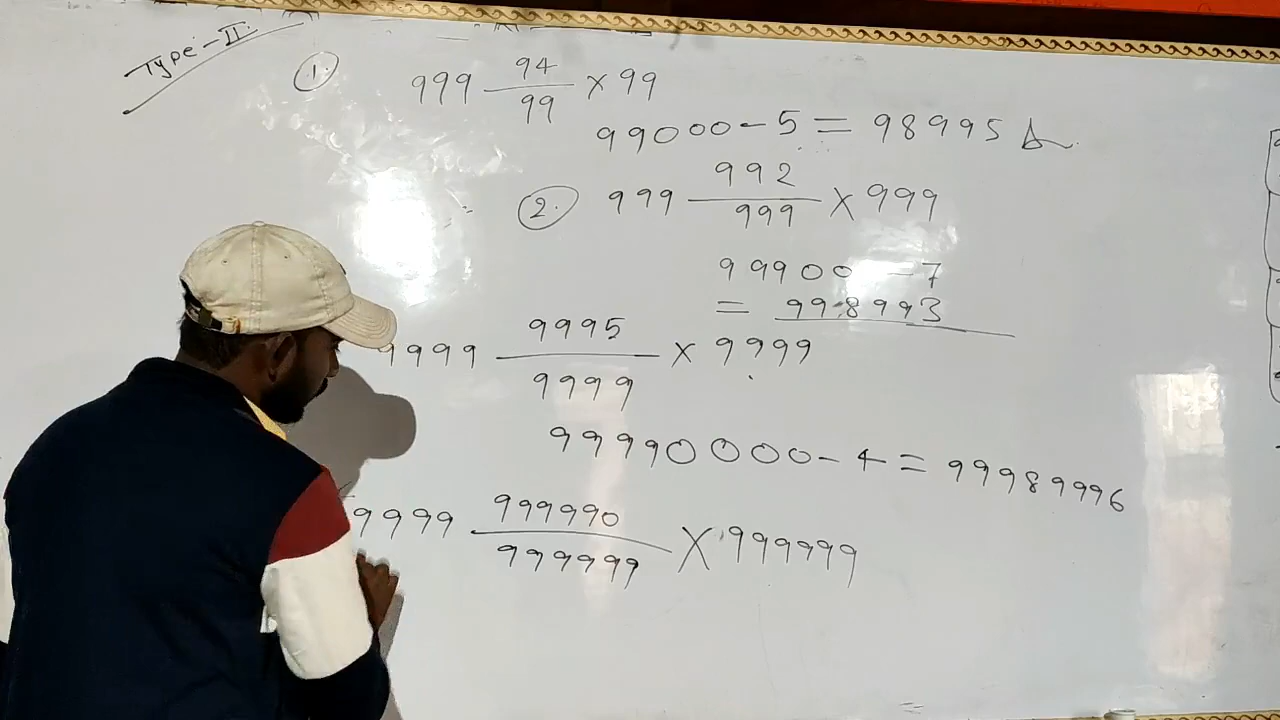 Type-II.
1. 999 94/99 × 99
99000-5=98995
2. 999 992/999 × 999
99900 -7
= 998993
9999 9995/9999 × 9999
99990000-4=99989996
9999 999990/999999 × 999999